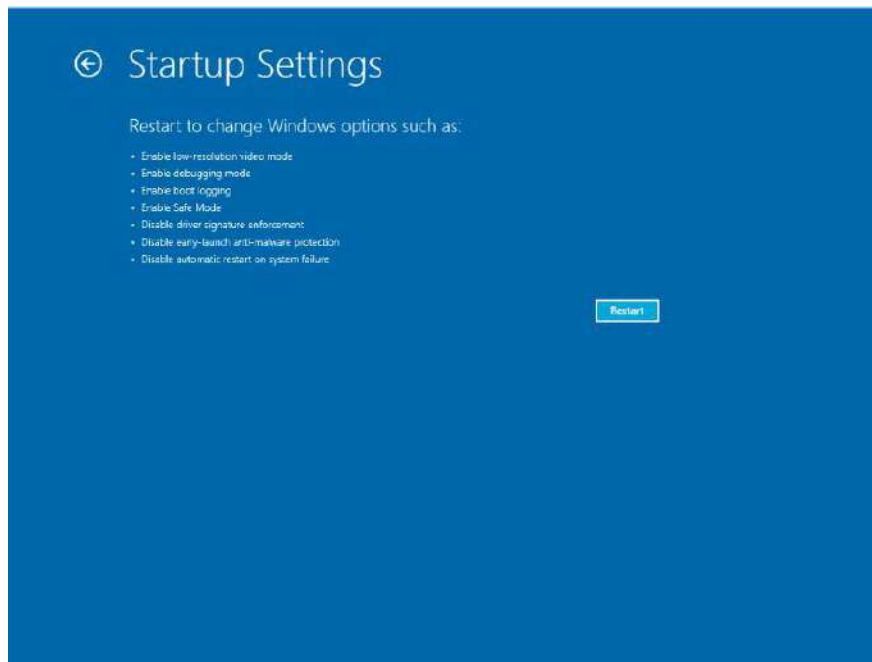 Startup Settings
Restart to change Windows options such as:
• Enable low-resolution video mode
• Enable debugging mode
• Enable boot logging
• Enable Safe Mode
• Disable driver signature enforcement
• Disable early-launch anti-malware protection
• Disable automatic restart on system failure
Restart